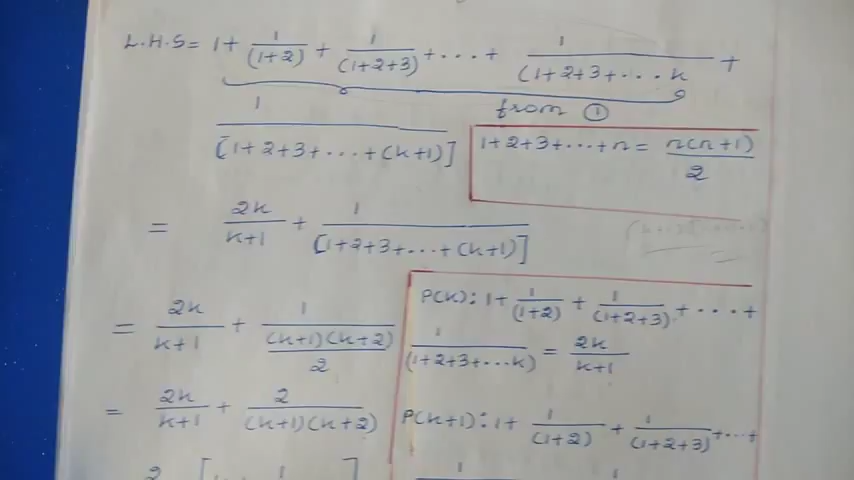 L.H.S = 1 + 1/(1+2) + 1/(1+2+3) + ... + 1/(1+2+3+...k +
from ①
1/[1+2+3+...+(k+1)]
1+2+3+...+n = n(n+1)/2
= 2k/k+1 + 1/[1+2+3+...+(k+1)]
= 2k/k+1 + 1/(k+1)(k+2)/2
= 2k/k+1 + 2/(k+1)(k+2)
P(k): 1 + 1/(1+2) + 1/(1+2+3) + ... +
1/(1+2+3+...k) = 2k/k+1
P(k+1): 1 + 1/(1+2) + 1/(1+2+3) + ...+